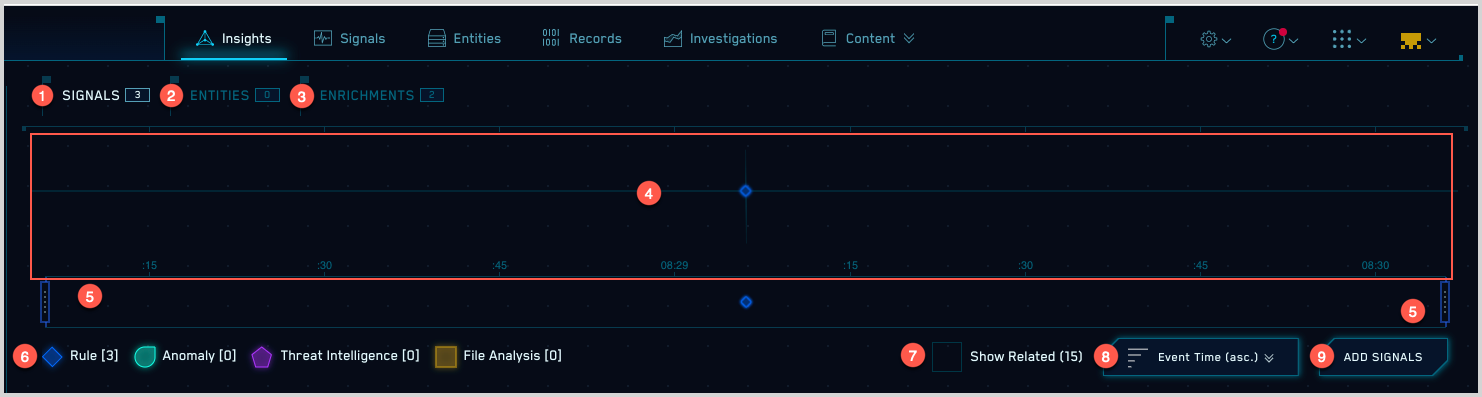 Insights Signals Entities 0101 1001 Records Investigations Content ?
1 SIGNALS 3 2 ENTITIES 0 3 ENRICHMENTS 2
4
:15 :30 :45 08:29 :15 :30 :45 08:30
5 5
6 Rule [3] Anomaly [0] Threat Intelligence [0] File Analysis [0] 7 Show Related (15) 8 Event Time (asc.) 9 ADD SIGNALS